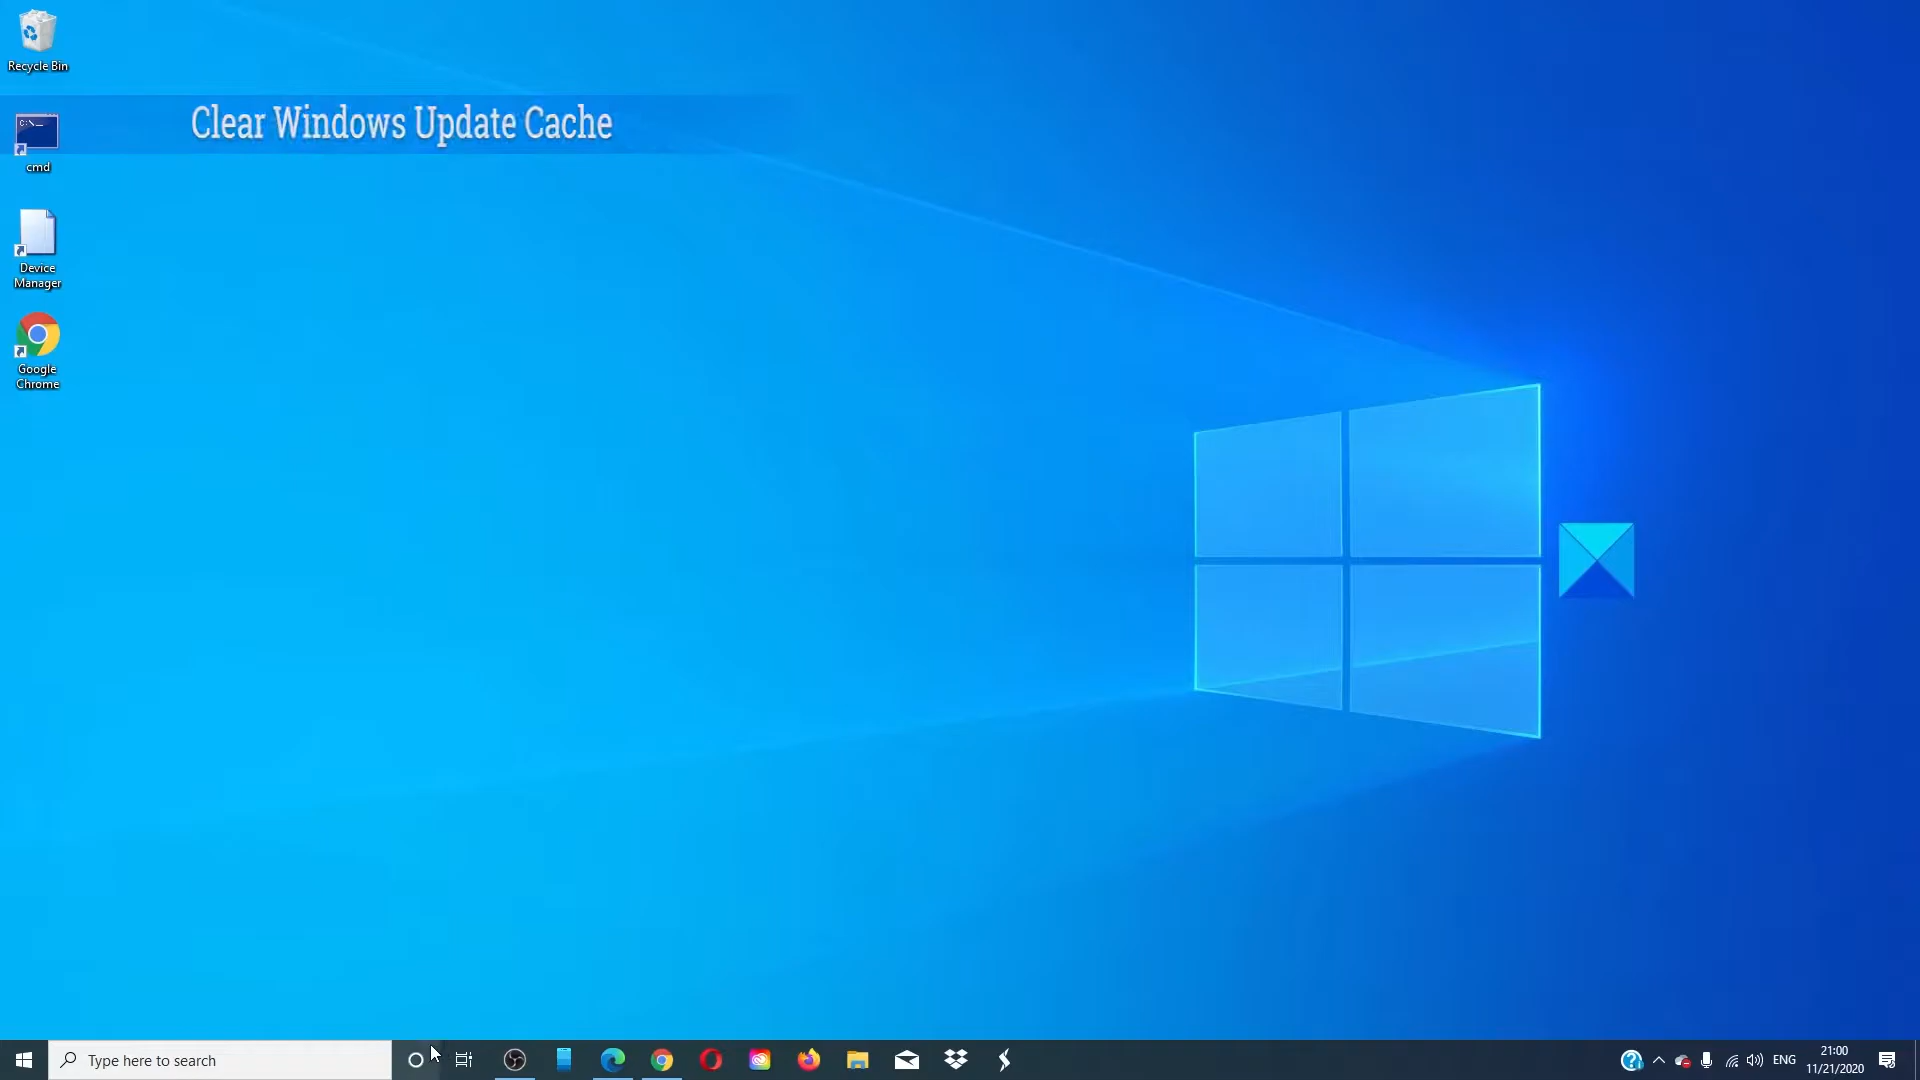 Recycle Bin
Clear Windows Update Cache
C:\._
cmd
Device
Manager
Google
Chrome
Type here to search
ENG
21:00
11/21/2020